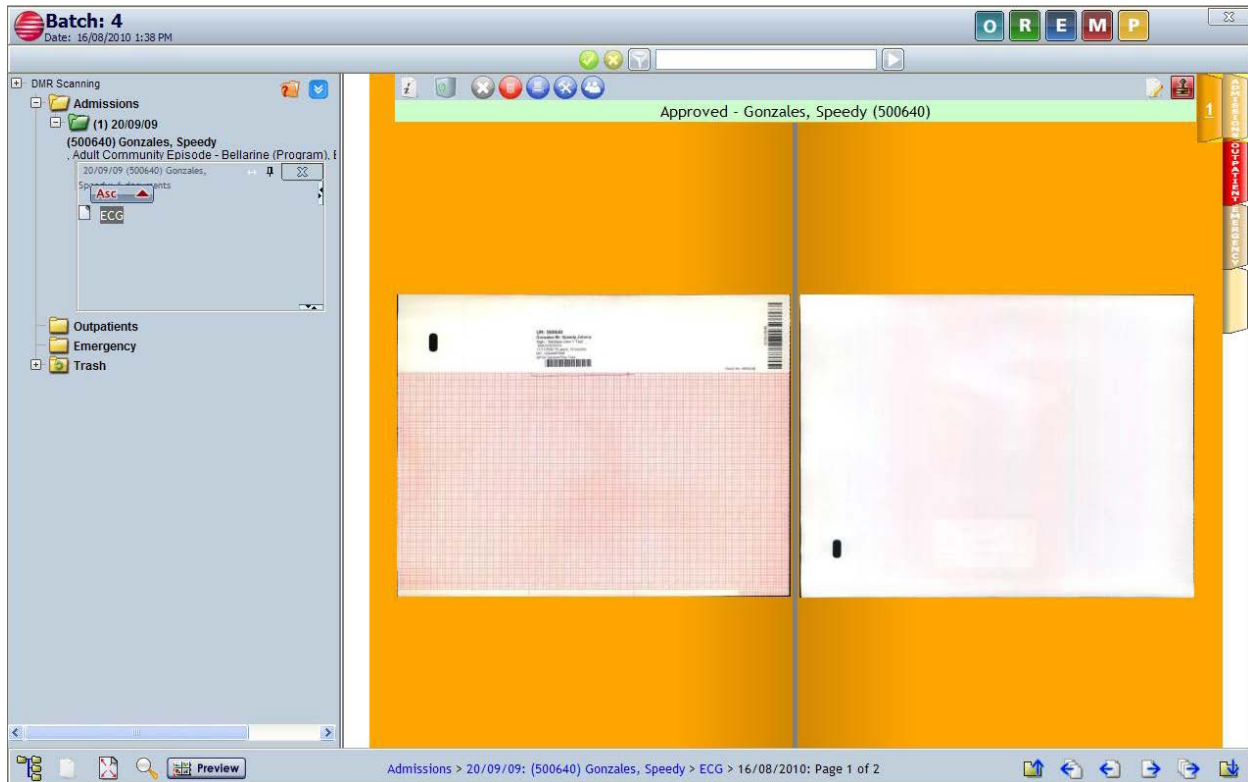 Batch: 4
Date: 16/08/2010 1:38 PM
O R E M P
DMR Scanning
Admissions
(1) 20/09/09
(500640) Gonzales, Speedy
, Adult Community Episode - Bellarine (Program), E
20/09/09 (500640) Gonzales,
Asc
ECG
Outpatients
Emergency
Trash
Approved - Gonzales, Speedy (500640)
1
ADMISSIONS
OUTPATIENT
EMERGENCY
UR: 500640
Preview
Admissions > 20/09/09: (500640) Gonzales, Speedy > ECG > 16/08/2010: Page 1 of 2